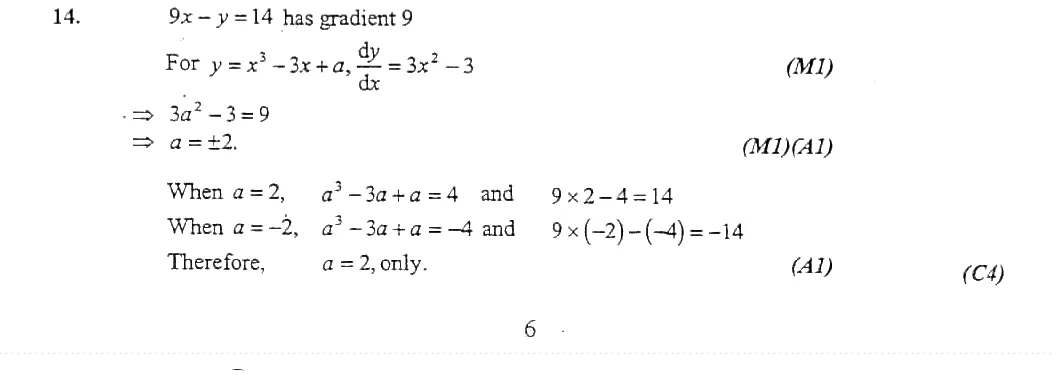 14. 9x – y = 14 has gradient 9
For y = x³ – 3x + a, dy/dx = 3x² – 3 (M1)
⇒ 3a² – 3 = 9
⇒ a = ±2. (M1)(A1)
When a = 2, a³ – 3a + a = 4 and 9 × 2 – 4 = 14
When a = –2, a³ – 3a + a = –4 and 9 × (–2) – (–4) = –14
Therefore, a = 2, only. (A1) (C4)
6